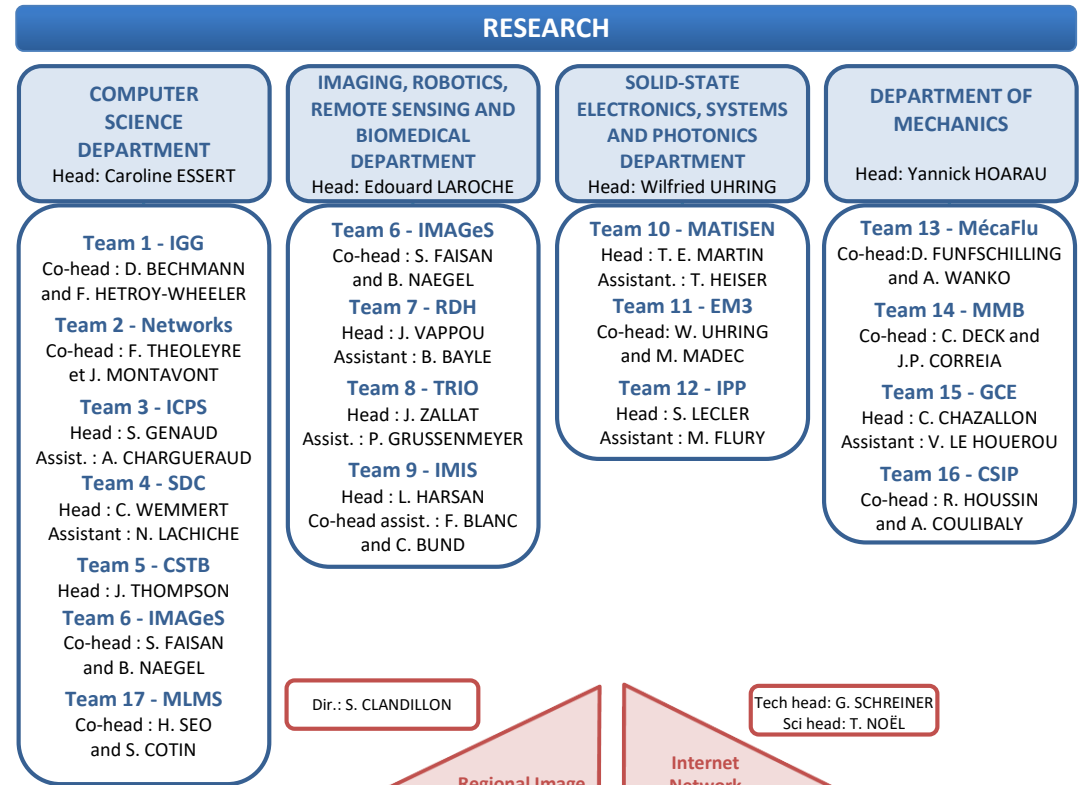 RESEARCH
COMPUTER
SCIENCE
DEPARTMENT
Head: Caroline ESSERT
Team 1 - IGG
Co-head : D. BECHMANN
and F. HETROY-WHEELER
Team 2 - Networks
Co-head : F. THEOLEYRE
et J. MONTAVONT
Team 3 - ICPS
Head : S. GENAUD
Assist. : A. CHARGUERAUD
Team 4 - SDC
Head : C. WEMMERT
Assistant : N. LACHICHE
Team 5 - CSTB
Head : J. THOMPSON
Team 6 - IMAGeS
Co-head : S. FAISAN
and B. NAEGEL
Team 17 - MLMS
Co-head : H. SEO
and S. COTIN
IMAGING, ROBOTICS,
REMOTE SENSING AND
BIOMEDICAL
DEPARTMENT
Head: Edouard LAROCHE
Team 6 - IMAGeS
Co-head : S. FAISAN
and B. NAEGEL
Team 7 - RDH
Head : J. VAPPOU
Assistant : B. BAYLE
Team 8 - TRIO
Head : J. ZALLAT
Assist. : P. GRUSSENMEYER
Team 9 - IMIS
Head : L. HARSAN
Co-head assist. : F. BLANC
and C. BUND
SOLID-STATE
ELECTRONICS, SYSTEMS
AND PHOTONICS
DEPARTMENT
Head: Wilfried UHRING
Team 10 - MATISEN
Head : T. E. MARTIN
Assistant. : T. HEISER
Team 11 - EM3
Co-head: W. UHRING
and M. MADEC
Team 12 - IPP
Head : S. LECLER
Assistant : M. FLURY
DEPARTMENT OF
MECHANICS
Head: Yannick HOARAU
Team 13 - MécaFlu
Co-head:D. FUNFSCHILLING
and A. WANKO
Team 14 - MMB
Co-head : C. DECK and
J.P. CORREIA
Team 15 - GCE
Head : C. CHAZALLON
Assistant : V. LE HOUEROU
Team 16 - CSIP
Co-head : R. HOUSSIN
and A. COULIBALY
Dir.: S. CLANDILLON
Tech head: G. SCHREINER
Sci head: T. NOËL
Regional Image
Internet
Network